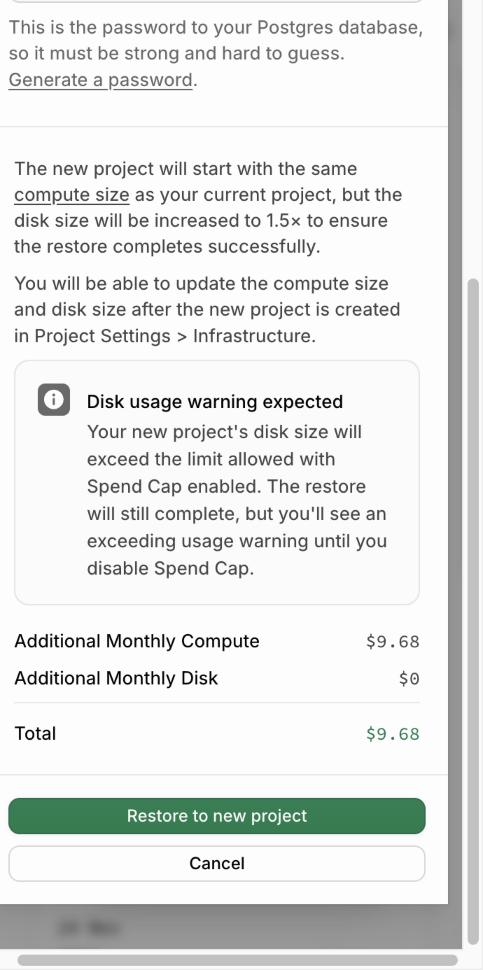 This is the password to your Postgres database,
so it must be strong and hard to guess.
Generate a password.
The new project will start with the same
compute size as your current project, but the
disk size will be increased to 1.5× to ensure
the restore completes successfully.
You will be able to update the compute size
and disk size after the new project is created
in Project Settings > Infrastructure.
Disk usage warning expected
Your new project's disk size will
exceed the limit allowed with
Spend Cap enabled. The restore
will still complete, but you'll see an
exceeding usage warning until you
disable Spend Cap.
Additional Monthly Compute $9.68
Additional Monthly Disk $0
Total $9.68
Restore to new project
Cancel